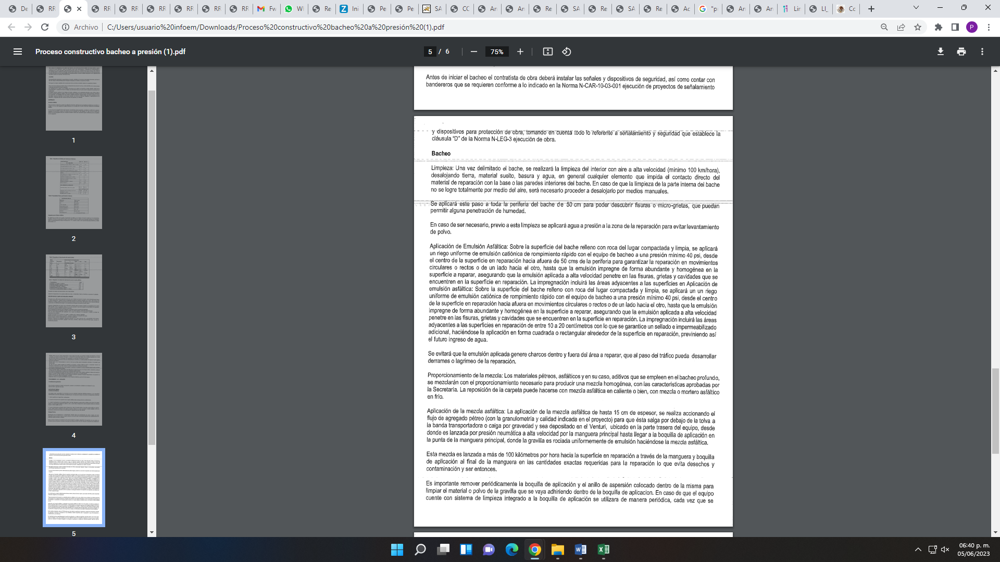 De
RR
RR
RR
RR
RR
RR
RR
Fw
Re
Ini
Pe
Pe
SA
CC
An
An
Re
SA
Re
SA
Re
Ac
"p
An
An
Lir
LI_
Cc
Archivo
C:/Users/usuario%20infoem/Downloads/Proceso%20constructivo%20bacheo%20a%20presión%20(1).pdf
P
Proceso constructivo bacheo a presión (1).pdf
5 / 6
75%
1
2
3
4
5
Antes de iniciar el bacheo el contratista de obra deberá instalar las señales y dispositivos de seguridad, así como contar con
bandereros que se requieren conforme a lo indicado en la Norma N-CAR-10-03-001 ejecución de proyectos de señalamiento
y dispositivos para protección de obra, tomando en cuenta todo lo referente a señalamiento y seguridad que establece la
cláusula "D" de la Norma N-LEG-3 ejecución de obra.
Bacheo
Limpieza: Una vez delimitado el bache, se realizará la limpieza del interior con aire a alta velocidad (mínimo 100 km/hora),
desalojando tierra, material suelto, basura y agua, en general cualquier elemento que impida el contacto directo del
material de reparación con la base o las paredes interiores del bache. En caso de que la limpieza de la parte interna del bache
no se logre totalmente por medio del aire, será necesario proceder a desalojarlo por medios manuales.
Se aplicará este paso a toda la periferia del bache de 50 cm para poder descubrir fisuras o micro-grietas, que puedan
permitir alguna penetración de humedad.
En caso de ser necesario, previo a esta limpieza se aplicará agua a presión a la zona de la reparación para evitar levantamiento
de polvo.
Aplicación de Emulsión Asfáltica: Sobre la superficie del bache relleno con roca del lugar compactada y limpia, se aplicará
un riego uniforme de emulsión catiónica de rompimiento rápido con el equipo de bacheo a una presión mínimo 40 psi, desde
el centro de la superficie en reparación hacia afuera de 50 cms de la periferia para garantizar la reparación en movimientos
circulares o rectos o de un lado hacia el otro, hasta que la emulsión impregne de forma abundante y homogénea en la
superficie a reparar, asegurando que la emulsión aplicada a alta velocidad penetre en las fisuras, grietas y cavidades que se
encuentren en la superficie en reparación. La impregnación incluirá las áreas adyacentes a las superficies en Aplicación de
emulsión asfáltica: Sobre la superficie del bache relleno con roca del lugar compactada y limpia, se aplicará un un riego
uniforme de emulsión catiónica de rompimiento rápido con el equipo de bacheo a una presión mínimo 40 psi, desde el centro
de la superficie en reparación hacia afuera en movimientos circulares o rectos o de un lado hacia el otro, hasta que la emulsión
impregne de forma abundante y homogénea en la superficie a reparar, asegurando que la emulsión aplicada a alta velocidad
penetre en las fisuras, grietas y cavidades que se encuentren en la superficie en reparación. La impregnación incluirá las áreas
adyacentes a las superficies en reparación de entre 10 a 20 centímetros con lo que se garantice un sellado e impermeabilizado
adicional, haciéndose la aplicación en forma cuadrada o rectangular alrededor de la superficie en reparación, previniendo así
el futuro ingreso de agua.
Se evitará que la emulsión aplicada genere charcos dentro y fuera del área a reparar, que al paso del tráfico pueda desarrollar
derrames o lagrimeo de la reparación.
Proporcionamiento de la mezcla: Los materiales pétreos, asfálticos y en su caso, aditivos que se empleen en el bacheo profundo,
se mezclarán con el proporcionamiento necesario para producir una mezcla homogénea, con las características aprobadas por
la Secretaría. La reposición de la carpeta puede hacerse con mezcla asfáltica en caliente o bien, con mezcla o mortero asfáltico
en frío.
Aplicación de la mezcla asfáltica: La aplicación de la mezcla asfáltica de hasta 15 cm de espesor, se realiza accionando el
flujo de agregado pétreo (con la granulometría y calidad indicada en el proyecto) para que ésta salga por debajo de la tolva a
la banda transportadora o caiga por gravedad y sea depositado en el Venturi, ubicado en la parte trasera del equipo, desde
donde es lanzada por presión neumática a alta velocidad por la manguera principal hasta llegar a la boquilla de aplicación en
la punta de la manguera principal, donde la gravilla es rociada uniformemente de emulsión haciéndose la mezcla asfáltica.
Esta mezcla es lanzada a más de 100 kilómetros por hora hacia la superficie en reparación a través de la manguera y boquilla
de aplicación al final de la manguera en las cantidades exactas requeridas para la reparación lo que evita desechos y
contaminación y ser entonces.
Es importante remover periódicamente la boquilla de aplicación y el anillo de aspersión colocado dentro de la misma para
limpiar el material o polvo de la gravilla que se vaya adhiriendo dentro de la boquilla de aplicacion. En caso de que el equipo
cuente con sistema de limpieza integrado a la boquilla de aplicación se utilizara de manera periódica, cada vez que se
06:40 p. m.
05/06/2023